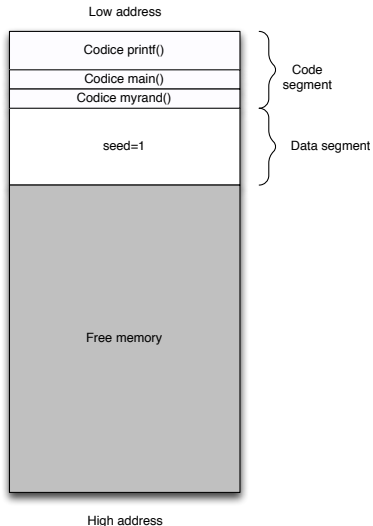 Low address
Codice printf()
Codice main()
Codice myrand()
Code
segment
seed=1
Data segment
Free memory
High address